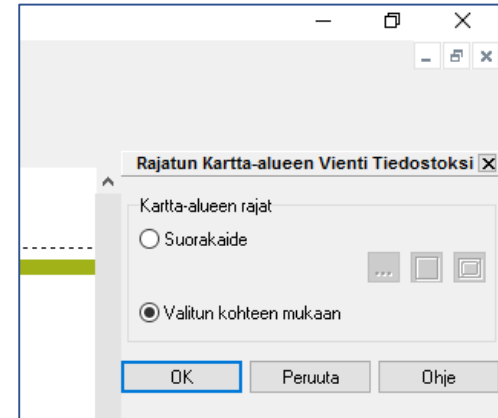 Rajatun Kartta-alueen Vienti Tiedostoksi
Kartta-alueen rajat
Suorakaide
...
Valitun kohteen mukaan
OK Peruuta Ohje